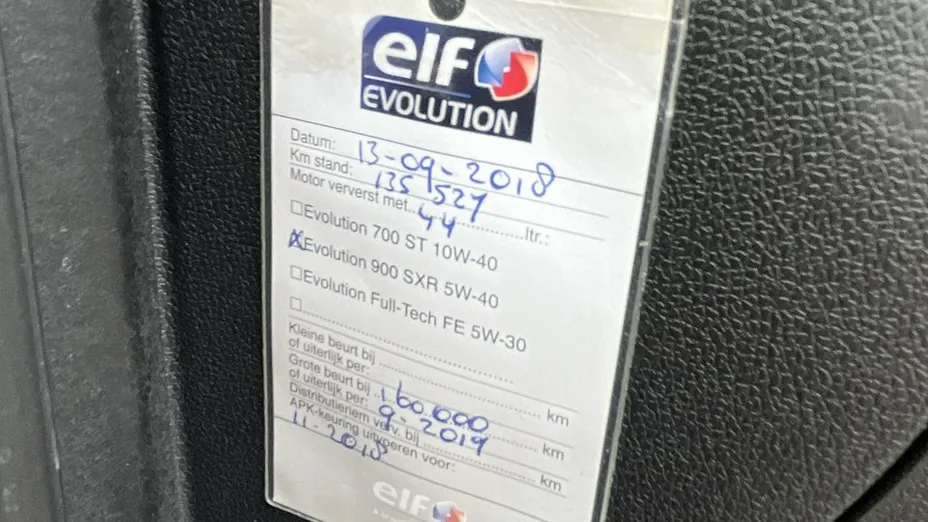 elf
EVOLUTION
Datum: 13-09-2018
Km stand: 135 527
Motor ververst met 44 ltr.:
Evolution 700 ST 10W-40
X Evolution 900 SXR 5W-40
Evolution Full-Tech FE 5W-30
Kleine beurt bij km
of uiterlijk per:
Grote beurt bij 160.000 km
of uiterlijk per: 9-2019
Distributieriem verv. bij km
APK-keuring uitvoeren voor:
11-2018
elf